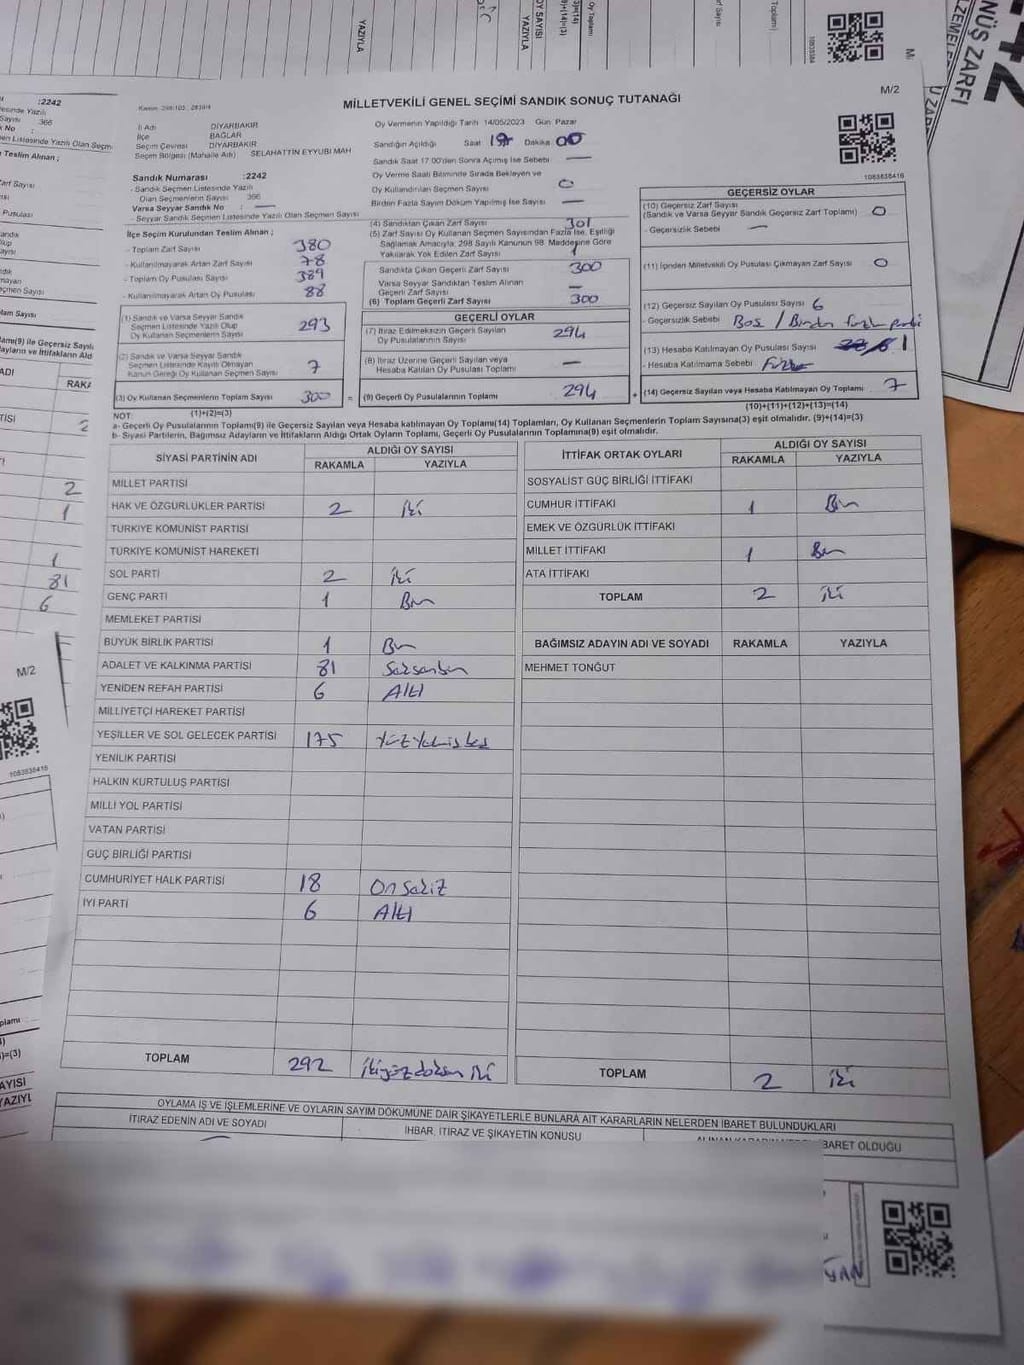 M/2
MİLLETVEKİLİ GENEL SEÇİMİ SANDIK SONUÇ TUTANAĞI
İl Adı DİYARBAKIR
İlçe BAĞLAR
Seçim Çevresi DİYARBAKIR
Seçim Bölgesi (Mahalle Adı) SELAHATTİN EYYUBİ MAH
Sandık Numarası :2242
- Sandık Seçmen Listesinde Yazılı
Olan Seçmenlerin Sayısı 366
Varsa Seyyar Sandık No : —
- Seyyar Sandık Seçmen Listesinde Yazılı Olan Seçmen Sayısı
İlçe Seçim Kurulundan Teslim Alınan ;
- Toplam Zarf Sayısı 380
- Kullanılmayarak Artan Zarf Sayısı 78
- Toplam Oy Pusulası Sayısı 389
- Kullanılmayarak Artan Oy Pusulası 88
(1) Sandık ve Varsa Seyyar Sandık
Seçmen Listesinde Yazılı Olup
Oy Kullanan Seçmenlerin Sayısı 293
(2) Sandık ve Varsa Seyyar Sandık
Seçmen Listesinde Kayıtlı Olmayan
Kanun Gereği Oy Kullanan Seçmen Sayısı 7
(3) Oy Kullanan Seçmenlerin Toplam Sayısı 300 =
(1)+(2)=(3)
Oy Vermenin Yapıldığı Tarih 14/05/2023 Gün Pazar
Sandığın Açıldığı Saat Dakika 00
Sandık Saat 17.00'den Sonra Açılmış İse Sebebi —
Oy Verme Saati Bitiminde Sırada Bekleyen ve
Oy Kullandırılan Seçmen Sayısı 0
Birden Fazla Sayım Döküm Yapılmış İse Sayısı —
(4) Sandıktan Çıkan Zarf Sayısı 301
(5) Zarf Sayısı Oy Kullanan Seçmen Sayısından Fazla İse, Eşitliği
Sağlamak Amacıyla, 298 Sayılı Kanunun 98. Maddesine Göre
Yakılarak Yok Edilen Zarf Sayısı 1
Sandıkta Çıkan Geçerli Zarf Sayısı 300
Varsa Seyyar Sandıktan Teslim Alınan
Geçerli Zarf Sayısı —
(6) Toplam Geçerli Zarf Sayısı 300
GEÇERLİ OYLAR
(7) İtiraz Edilmeksizin Geçerli Sayılan
Oy Pusulalarının Sayısı 294
(8) İtiraz Üzerine Geçerli Sayılan veya
Hesaba Katılan Oy Pusulası Toplamı —
(9) Geçerli Oy Pusulalarının Toplamı 294 +
1083838416
GEÇERSİZ OYLAR
(10) Geçersiz Zarf Sayısı
(Sandık ve Varsa Seyyar Sandık Geçersiz Zarf Toplamı) 0
- Geçersizlik Sebebi —
(11) İçinden Milletvekili Oy Pusulası Çıkmayan Zarf Sayısı 0
(12) Geçersiz Sayılan Oy Pusulası Sayısı 6
- Geçersizlik Sebebi Boş / Birden fazla parti
(13) Hesaba Katılmayan Oy Pusulası Sayısı 1
- Hesaba Katılmama Sebebi Fazla
(14) Geçersiz Sayılan veya Hesaba Katılmayan Oy Toplamı 7
(10)+(11)+(12)+(13)=(14)
NOT:
a- Geçerli Oy Pusulalarının Toplamı(9) ile Geçersiz Sayılan veya Hesaba katılmayan Oy Toplamı(14) Toplamları, Oy Kullanan Seçmenlerin Toplam Sayısına(3) eşit olmalıdır. (9)+(14)=(3)
b- Siyasi Partilerin, Bağımsız Adayların ve İttifakların Aldığı Ortak Oyların Toplamı, Geçerli Oy Pusulalarının Toplamına(9) eşit olmalıdır.
SİYASİ PARTİNİN ADI ALDIĞI OY SAYISI
RAKAMLA YAZIYLA
MİLLET PARTİSİ
HAK VE ÖZGÜRLÜKLER PARTİSİ 2 iki
TÜRKİYE KOMÜNİST PARTİSİ
TÜRKİYE KOMÜNİST HAREKETİ
SOL PARTİ 2 iki
GENÇ PARTİ 1 Bir
MEMLEKET PARTİSİ
BÜYÜK BİRLİK PARTİSİ 1 Bir
ADALET VE KALKINMA PARTİSİ 81 Seksenbir
YENİDEN REFAH PARTİSİ 6 Altı
MİLLİYETÇİ HAREKET PARTİSİ
YEŞİLLER VE SOL GELECEK PARTİSİ 175 Yüzyetmişbeş
YENİLİK PARTİSİ
HALKIN KURTULUŞ PARTİSİ
MİLLİ YOL PARTİSİ
VATAN PARTİSİ
GÜÇ BİRLİĞİ PARTİSİ
CUMHURİYET HALK PARTİSİ 18 On Sekiz
İYİ PARTİ 6 Altı
TOPLAM 292 ikiyüzdoksan iki
İTTİFAK ORTAK OYLARI ALDIĞI OY SAYISI
RAKAMLA YAZIYLA
SOSYALİST GÜÇ BİRLİĞİ İTTİFAKI
CUMHUR İTTİFAKI 1 Bir
EMEK VE ÖZGÜRLÜK İTTİFAKI
MİLLET İTTİFAKI 1 Bir
ATA İTTİFAKI
TOPLAM 2 iki
BAĞIMSIZ ADAYIN ADI VE SOYADI RAKAMLA YAZIYLA
MEHMET TONĞUT
TOPLAM 2 iki
OYLAMA İŞ VE İŞLEMLERİNE VE OYLARIN SAYIM DÖKÜMÜNE DAİR ŞİKAYETLERLE BUNLARA AİT KARARLARIN NELERDEN İBARET BULUNDUKLARI
İTİRAZ EDENİN ADI VE SOYADI İHBAR, İTİRAZ VE ŞİKAYETİN KONUSU BARET OLDUĞU